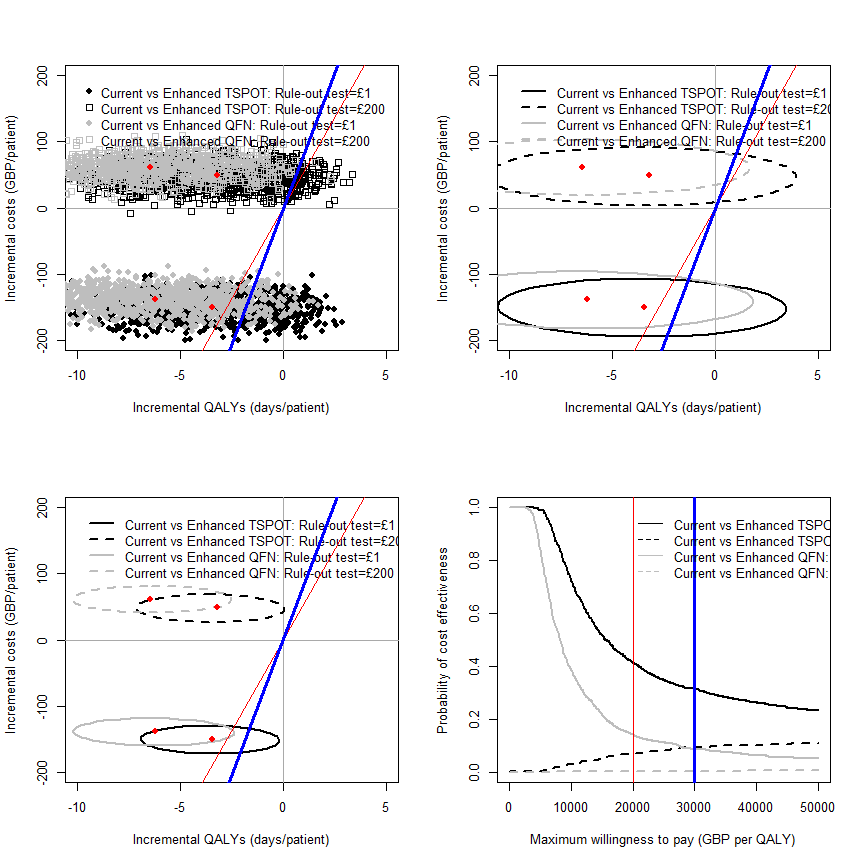 Current vs Enhanced TSPOT: Rule-out test=£1
Current vs Enhanced TSPOT: Rule-out test=£200
Current vs Enhanced QFN: Rule-out test=£1
Current vs Enhanced QFN: Rule-out test=£200
200
100
0
-100
-200
Incremental costs (GBP/patient)
-10 -5 0 5
Incremental QALYs (days/patient)
Current vs Enhanced TSPOT: Rule-out test=£1
Current vs Enhanced TSPOT: Rule-out test=£20
Current vs Enhanced QFN: Rule-out test=£1
Current vs Enhanced QFN: Rule-out test=£200
200
100
0
-100
-200
Incremental costs (GBP/patient)
-10 -5 0 5
Incremental QALYs (days/patient)
Current vs Enhanced TSPOT: Rule-out test=£1
Current vs Enhanced TSPOT: Rule-out test=£20
Current vs Enhanced QFN: Rule-out test=£1
Current vs Enhanced QFN: Rule-out test=£200
200
100
0
-100
-200
Incremental costs (GBP/patient)
-10 -5 0 5
Incremental QALYs (days/patient)
Current vs Enhanced TSPO
Current vs Enhanced TSPO
Current vs Enhanced QFN:
Current vs Enhanced QFN:
1.0
0.8
0.6
0.4
0.2
0.0
Probability of cost effectiveness
0 10000 20000 30000 40000 50000
Maximum willingness to pay (GBP per QALY)